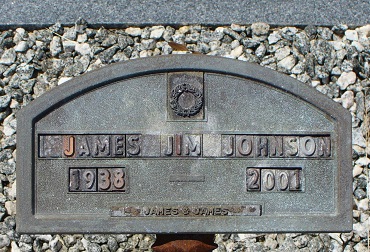 JAMES JIM JOHNSON
1938 — 2001
JAMES & JAMES